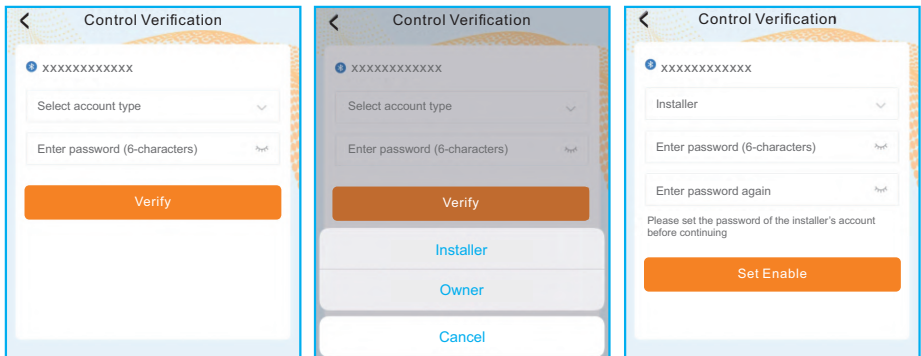 Control Verification
xxxxxxxxxxxx
Select account type
Enter password (6-characters)
Verify
Control Verification
xxxxxxxxxxxx
Select account type
Enter password (6-characters)
Verify
Installer
Owner
Cancel
Control Verification
xxxxxxxxxxxx
Installer
Enter password (6-characters)
Enter password again
Please set the password of the installer's account
before continuing
Set Enable